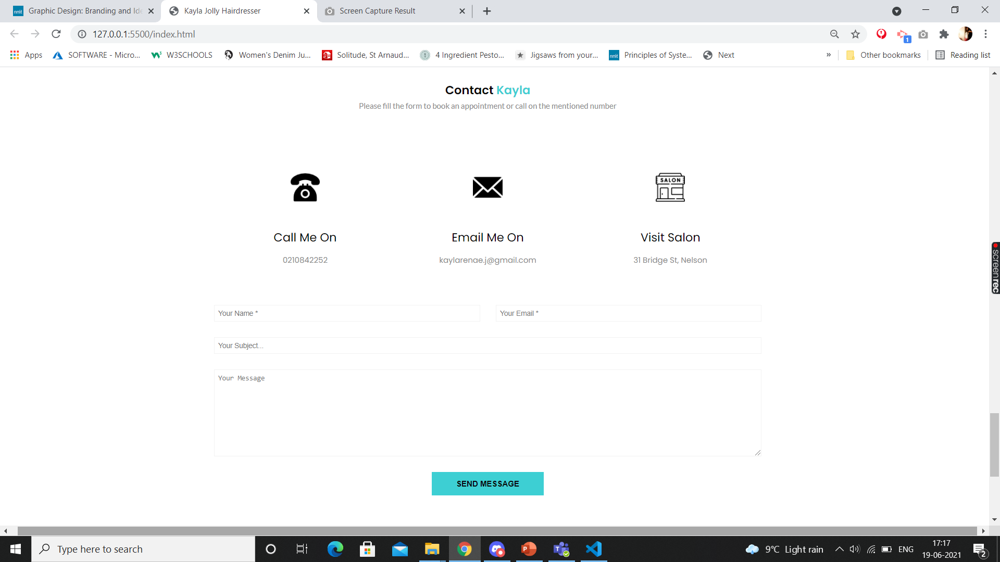 nmit Graphic Design: Branding and Ide
Kayla Jolly Hairdresser
Screen Capture Result
127.0.0.1:5500/index.html
1
Apps
SOFTWARE - Micro...
W3SCHOOLS
Women's Denim Ju...
Solitude, St Arnaud...
4 Ingredient Pesto...
Jigsaws from your...
nmit Principles of Syste...
Next
»
Other bookmarks
Reading list
Contact Kayla
Please fill the form to book an appointment or call on the mentioned number
SALON
Call Me On
Email Me On
Visit Salon
0210842252
kaylarenae.j@gmail.com
31 Bridge St, Nelson
screenrec
Your Name *
Your Email *
Your Subject...
Your Message
SEND MESSAGE
Type here to search
9°C Light rain
ENG
17:17
19-06-2021
2